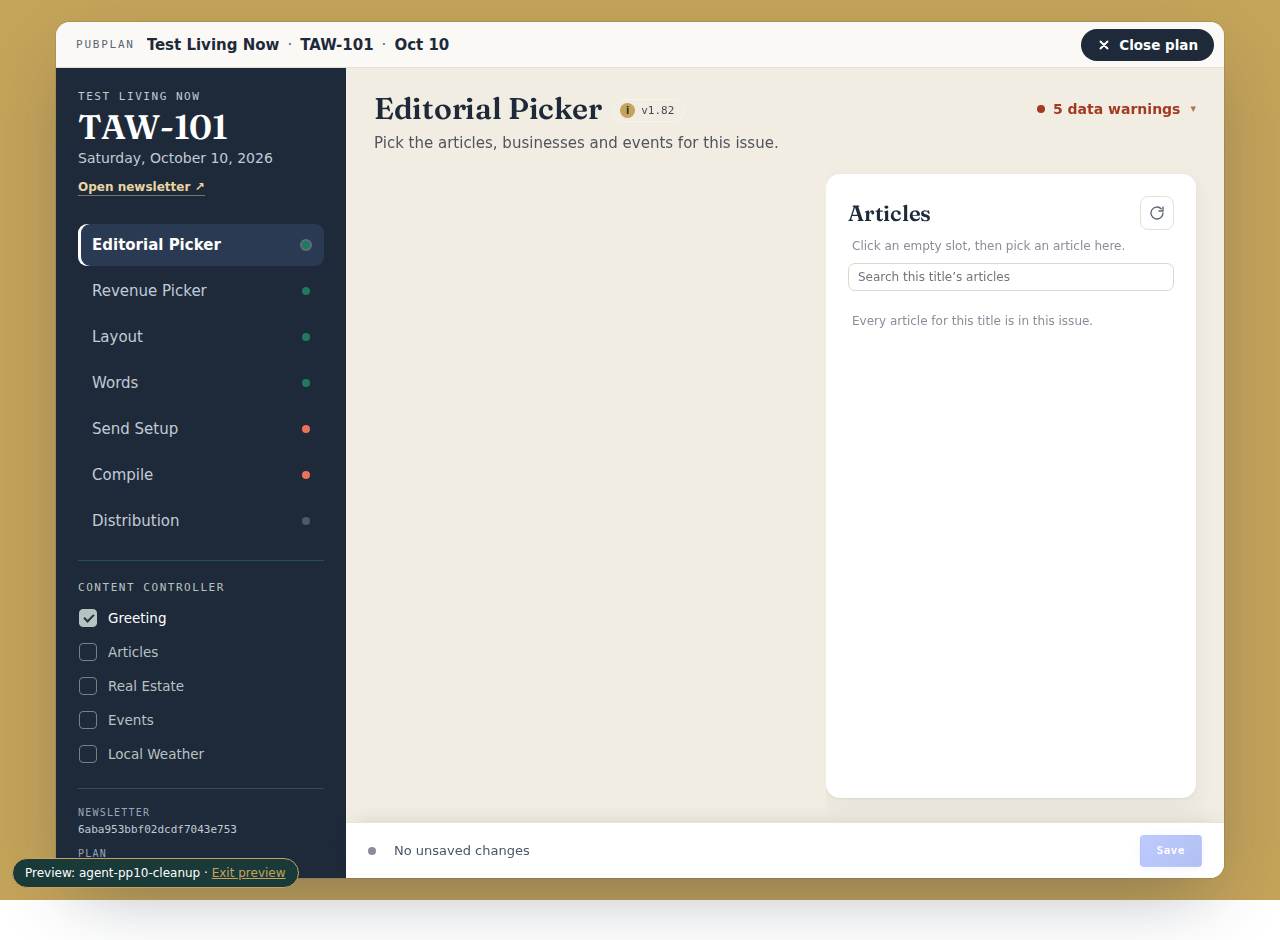 PUBPLAN Test Living Now · TAW-101 · Oct 10
✕ Close plan
TEST LIVING NOW
TAW-101
Saturday, October 10, 2026
Open newsletter ↗
Editorial Picker
Revenue Picker
Layout
Words
Send Setup
Compile
Distribution
CONTENT CONTROLLER
Greeting
Articles
Real Estate
Events
Local Weather
NEWSLETTER
6aba953bbf02dcdf7043e753
PLAN
Preview: agent-pp10-cleanup · Exit preview
Editorial Picker i v1.82
5 data warnings ▾
Pick the articles, businesses and events for this issue.
Articles
Click an empty slot, then pick an article here.
Search this title’s articles
Every article for this title is in this issue.
No unsaved changes
Save